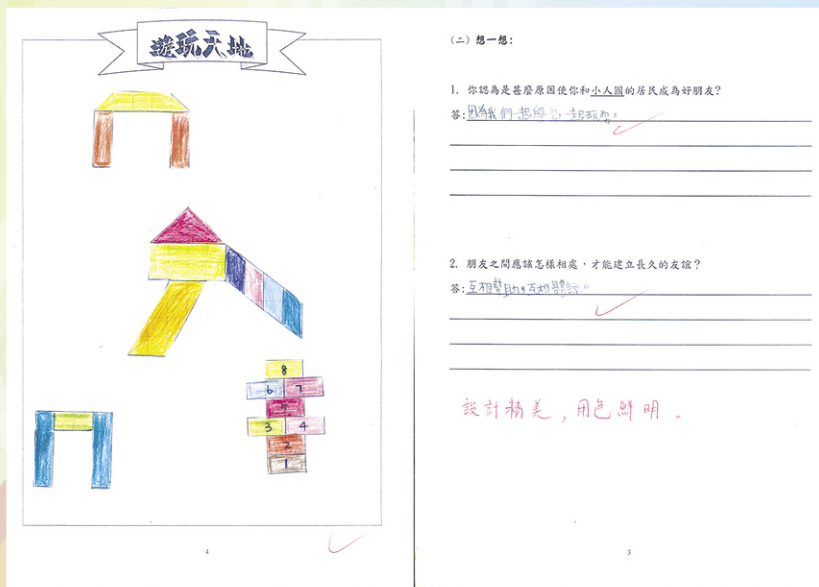 遊玩天地
8
6 7
5
3 4
2
1
4
(二) 想一想:
1. 你認為是甚麼原因使你和小人國的居民成為好朋友?
答: 因為我們一起 一起玩耍。
2. 朋友之間應該怎樣相處,才能建立長久的友誼?
答: 互相幫助,互相體諒。
設計精美,用色鮮明。
3